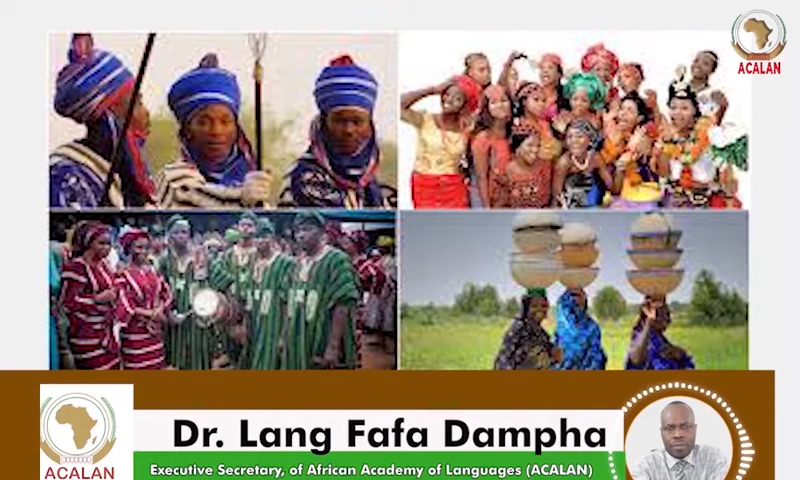 ACALAN
Dr. Lang Fafa Dampha
Executive Secretary, of African Academy of Languages (ACALAN)
ACALAN